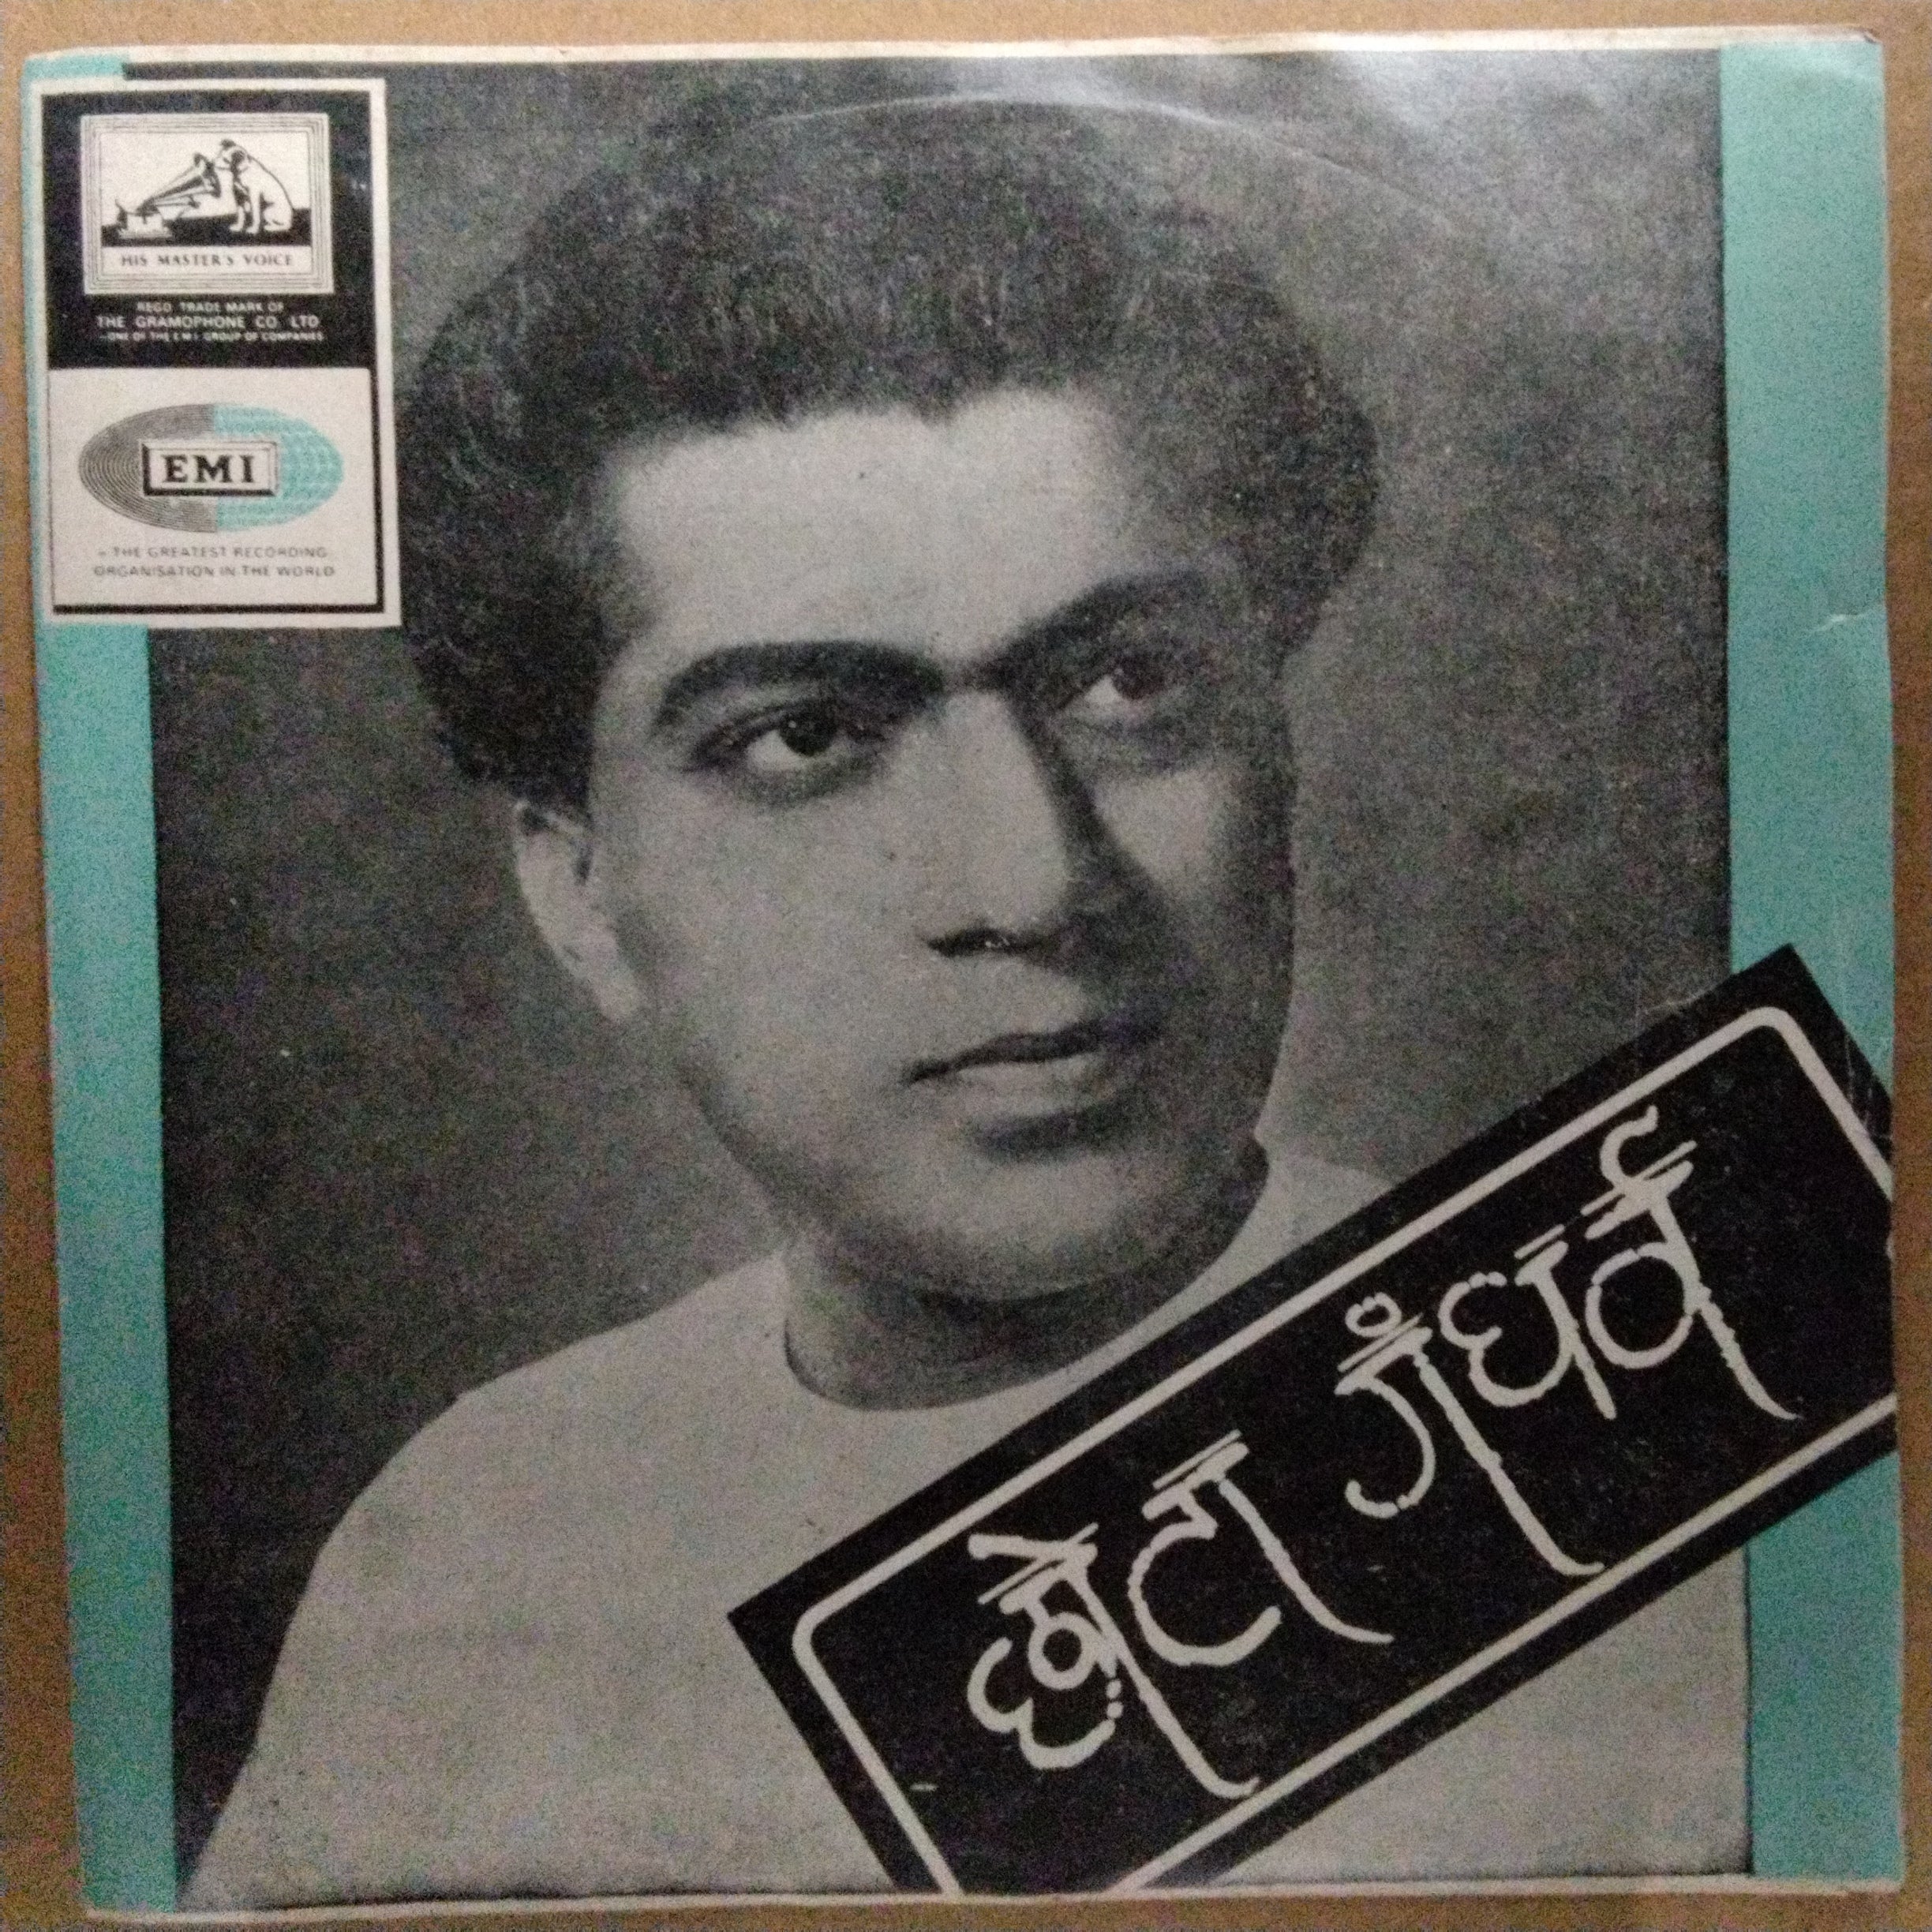 HIS MASTER'S VOICE
REGD. TRADE MARK OF
THE GRAMOPHONE CO. LTD.
—ONE OF THE E.M.I. GROUP OF COMPANIES
EMI
- THE GREATEST RECORDING
ORGANISATION IN THE WORLD
छोटा गंधर्व